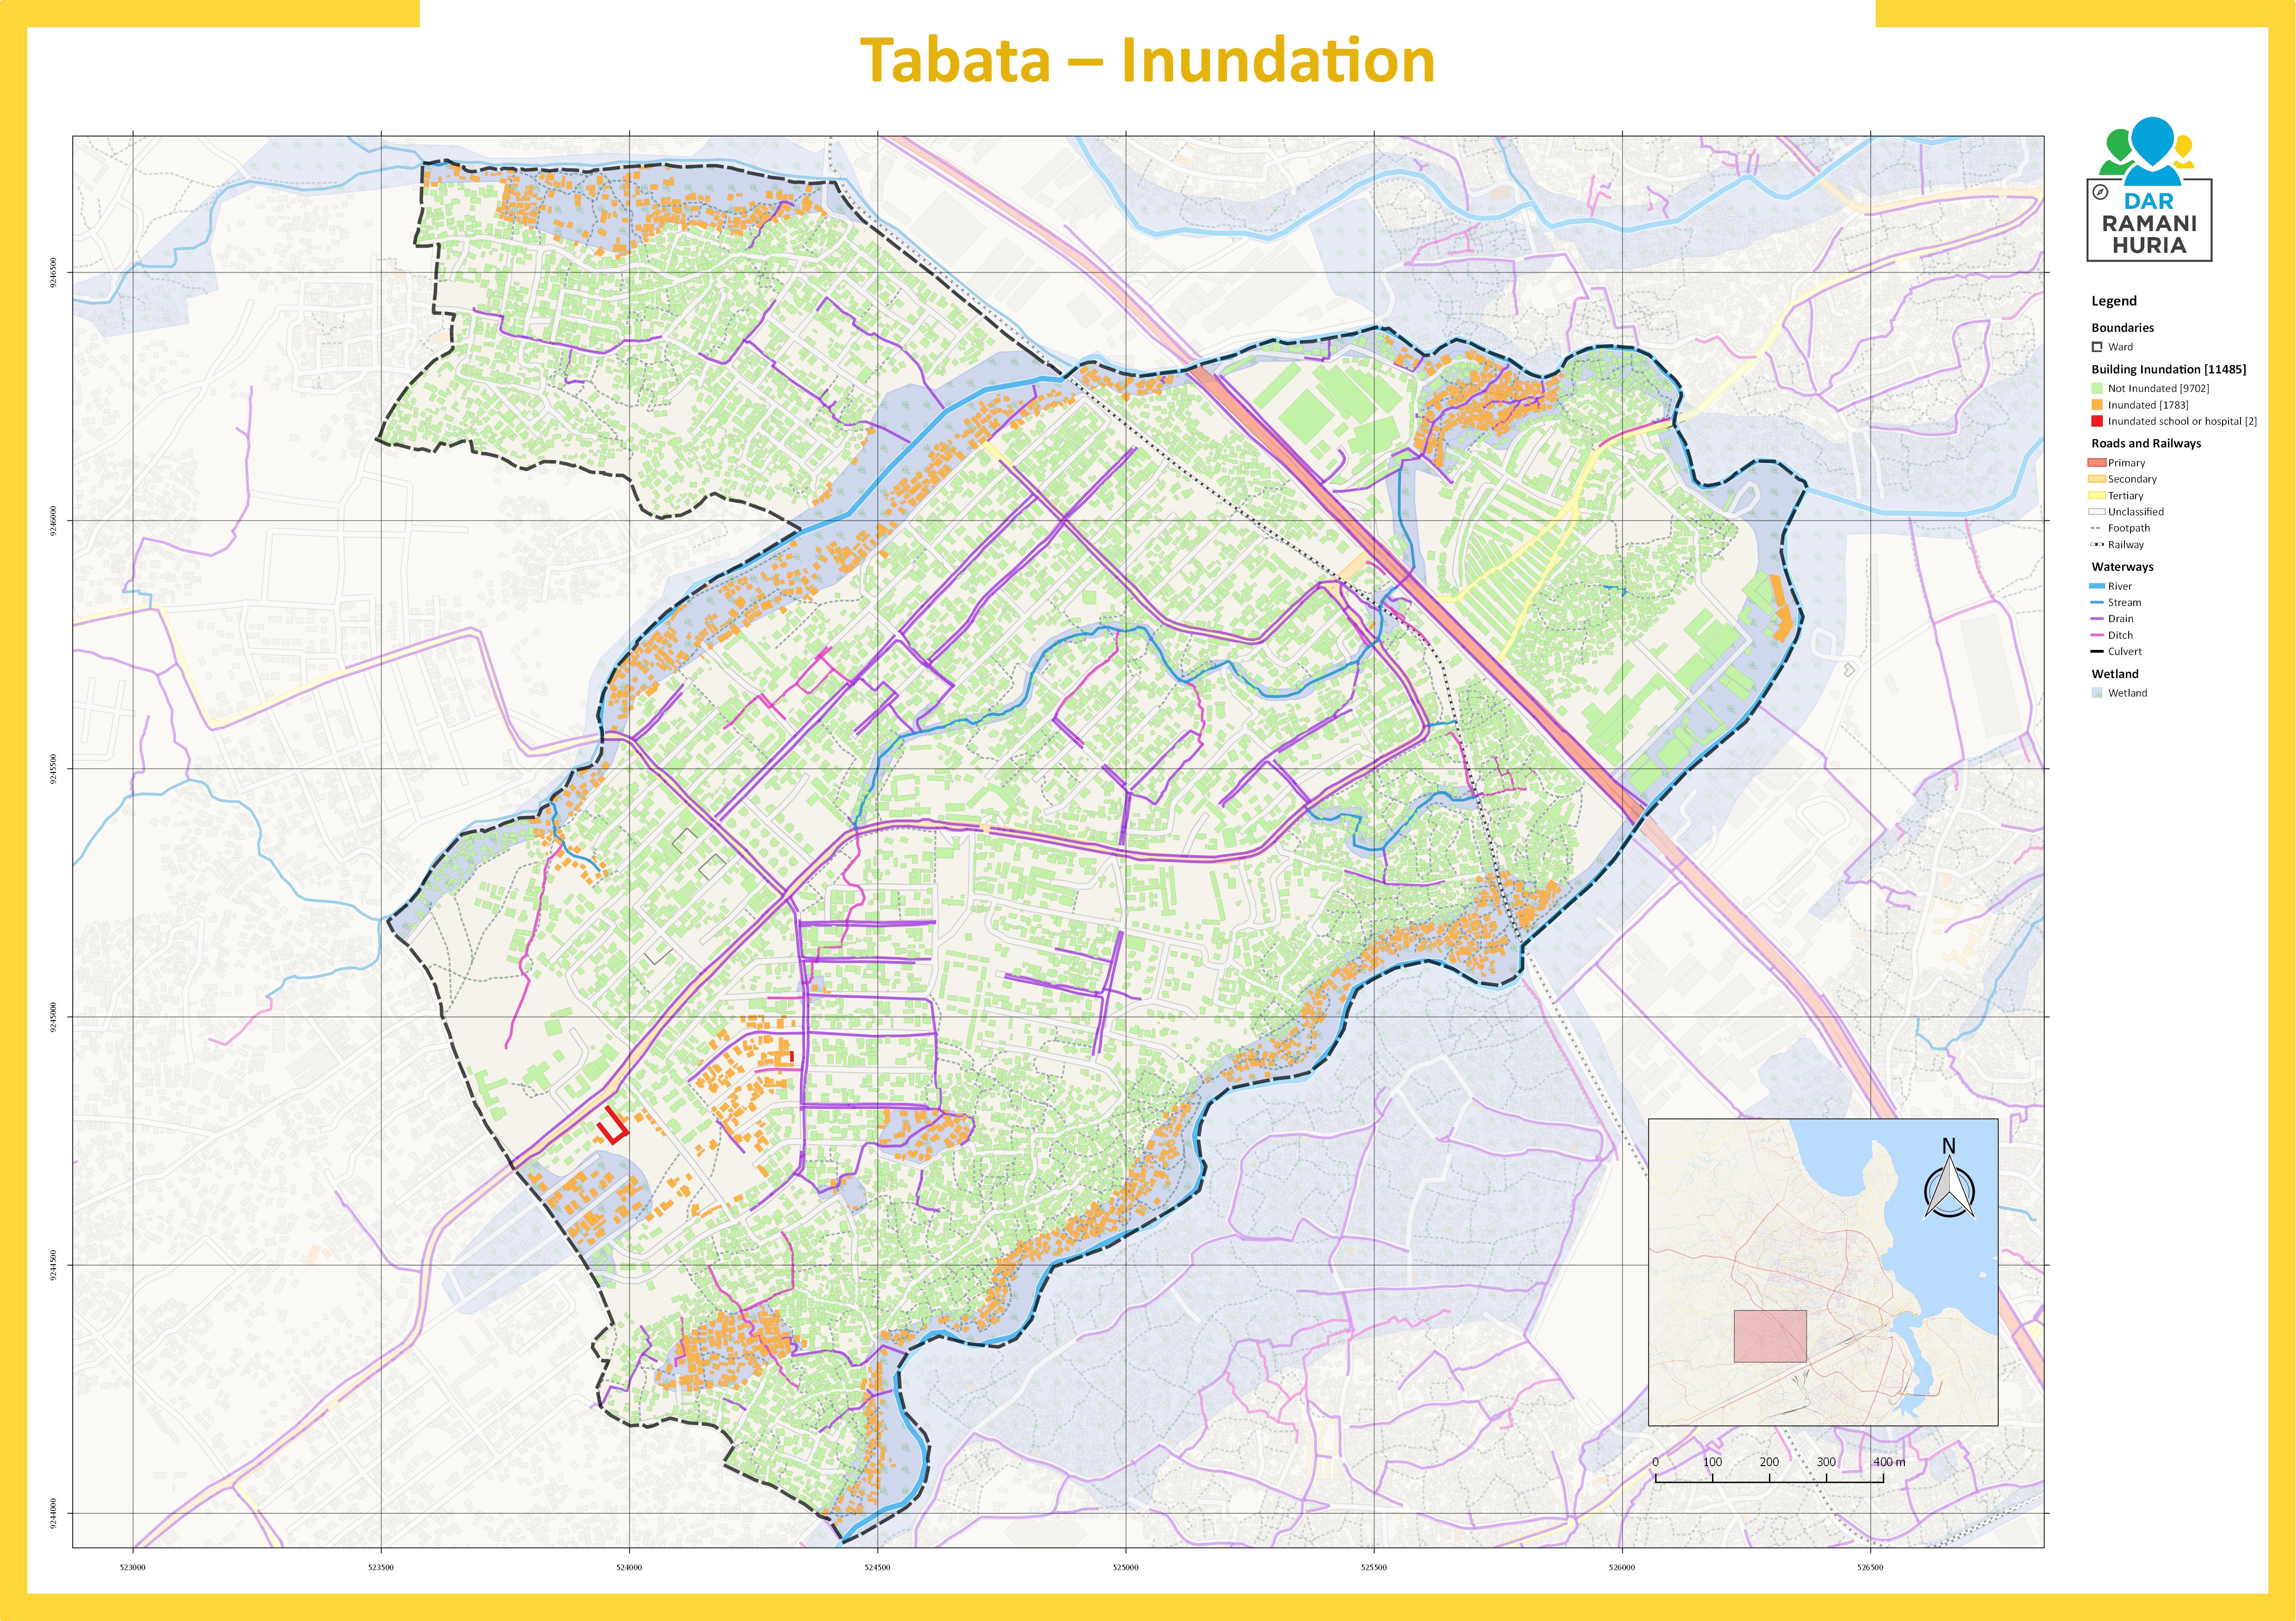 Tabata – Inundation
DAR
RAMANI
HURIA
Legend
Boundaries
Ward
Building Inundation [11485]
Not Inundated [9702]
Inundated [1783]
Inundated school or hospital [2]
Roads and Railways
Primary
Secondary
Tertiary
Unclassified
Footpath
Railway
Waterways
River
Stream
Drain
Ditch
Culvert
Wetland
Wetland
9246500
9246000
9245500
9245000
9244500
9244000
N
0 100 200 300 400 m
523000 523500 524000 524500 525000 525500 526000 526500